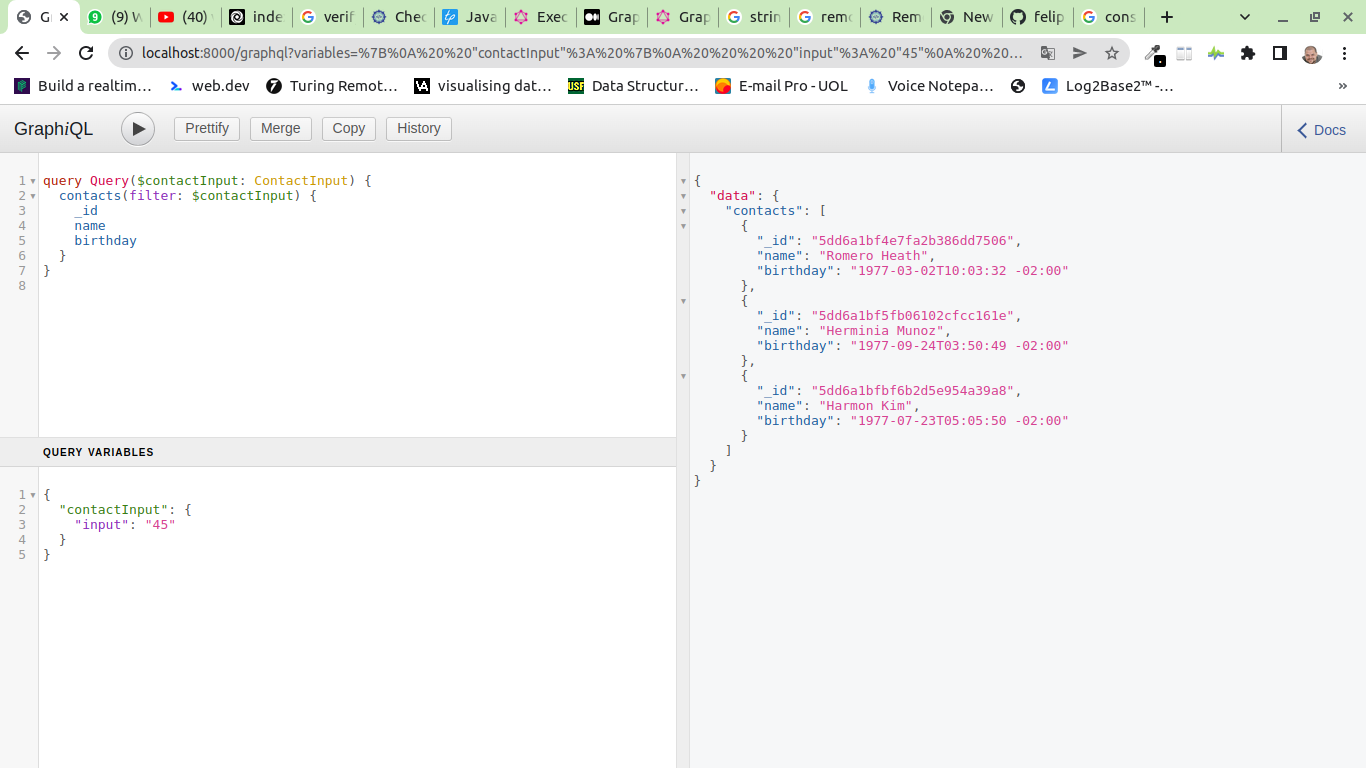 G
(9) W
(40)
inde
verif
Chec
Java
Exec
Grap
Grap
strin
remo
Rem
New
felip
cons
localhost:8000/graphql?variables=%7B%0A%20%20"contactInput"%3A%20%7B%0A%20%20%20%20"input"%3A%20"45"%0A%20%20...
Build a realtim... web.dev Turing Remot... visualising dat... Data Structur... E-mail Pro - UOL Voice Notepa... Log2Base2™ -... »
GraphiQL Prettify Merge Copy History Docs
1 query Query($contactInput: ContactInput) {
2 contacts(filter: $contactInput) {
3 _id
4 name
5 birthday
6 }
7 }
8
QUERY VARIABLES
1 {
2 "contactInput": {
3 "input": "45"
4 }
5 }
{
"data": {
"contacts": [
{
"_id": "5dd6a1bf4e7fa2b386dd7506",
"name": "Romero Heath",
"birthday": "1977-03-02T10:03:32 -02:00"
},
{
"_id": "5dd6a1bf5fb06102cfcc161e",
"name": "Herminia Munoz",
"birthday": "1977-09-24T03:50:49 -02:00"
},
{
"_id": "5dd6a1bfbf6b2d5e954a39a8",
"name": "Harmon Kim",
"birthday": "1977-07-23T05:05:50 -02:00"
}
]
}
}